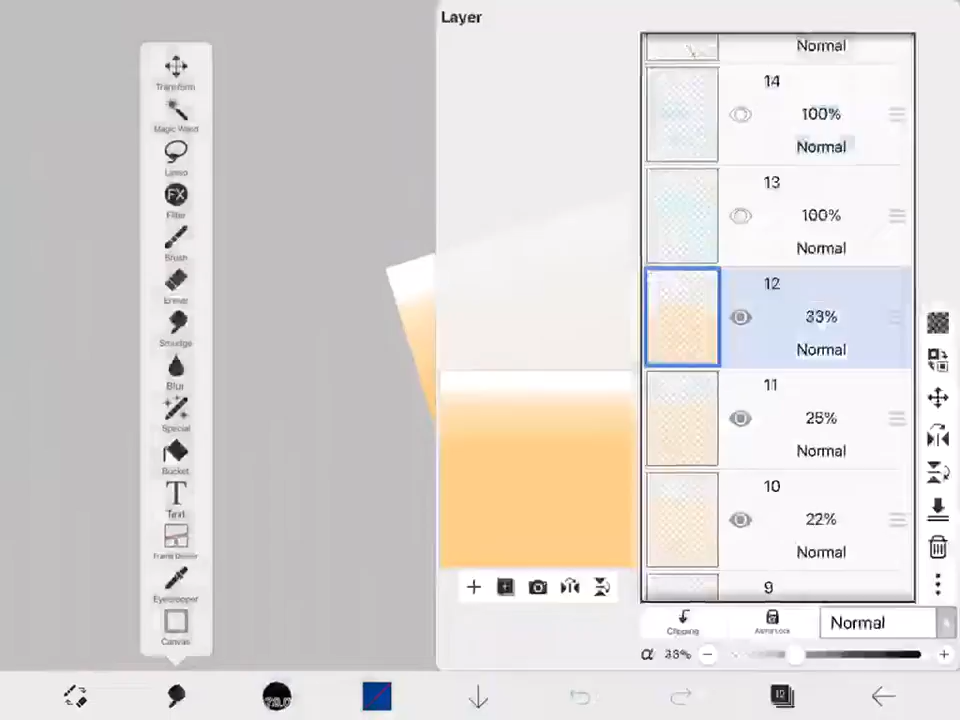 Layer
Transform
Magic Wand
Lasso
FX
Filter
Brush
Eraser
Smudge
Blur
Special
Bucket
T
Text
Frame Divider
Eyedropper
Canvas
Normal
14
100%
Normal
13
100%
Normal
12
33%
Normal
11
25%
Normal
10
22%
Normal
9
Clipping
Alpha Lock
Normal
α 33%
12